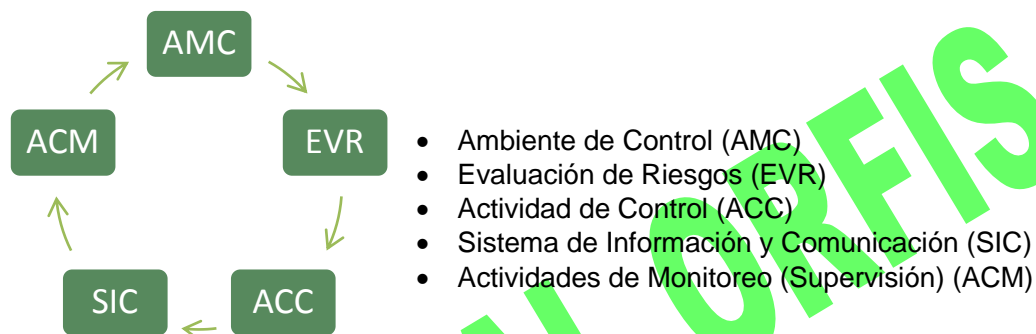 AMC
ACM
EVR
SIC
ACC
• Ambiente de Control (AMC)
• Evaluación de Riesgos (EVR)
• Actividad de Control (ACC)
• Sistema de Información y Comunicación (SIC)
• Actividades de Monitoreo (Supervisión) (ACM)
ORFIS